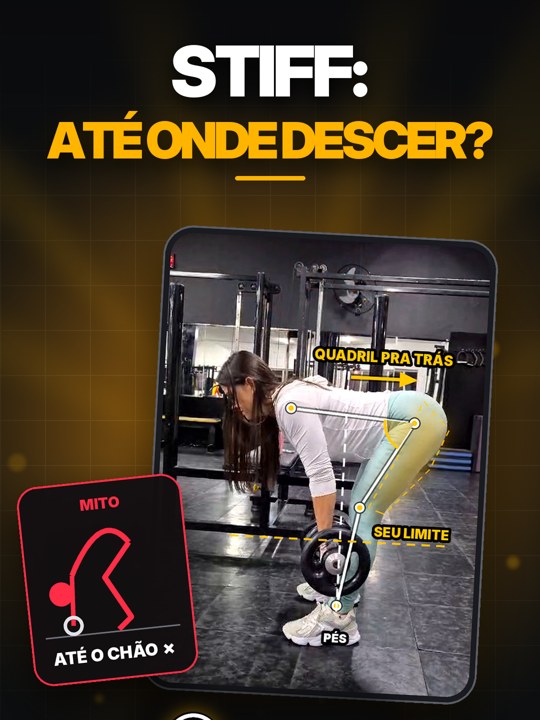 STIFF:
ATÉ ONDE DESCER?
QUADRIL PRA TRÁS
SEU LIMITE
PÉS
MITO
ATÉ O CHÃO ×